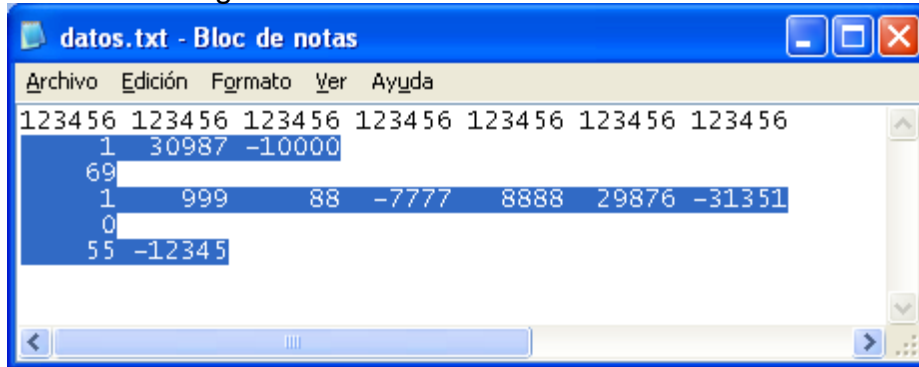 datos.txt - Bloc de notas
Archivo Edición Formato Ver Ayuda
123456 123456 123456 123456 123456 123456 123456
     1  30987 -10000
    69
     1    999     88  -7777   8888  29876 -31351
     0
    55 -12345